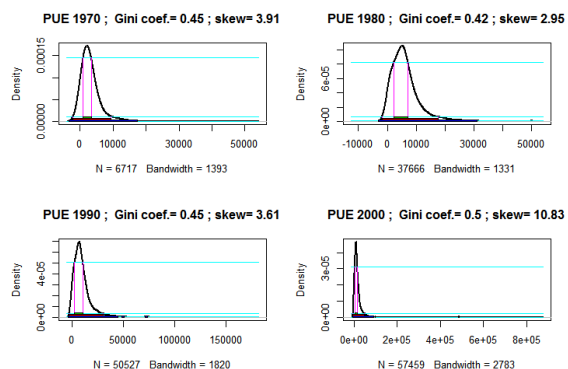 PUE 1970 ; Gini coef.= 0.45 ; skew= 3.91
Density
0.00000
0.00015
0 10000 30000 50000
N = 6717 Bandwidth = 1393
PUE 1980 ; Gini coef.= 0.42 ; skew= 2.95
Density
0e+00
6e-05
-10000 10000 30000 50000
N = 37666 Bandwidth = 1331
PUE 1990 ; Gini coef.= 0.45 ; skew= 3.61
Density
0e+00
4e-05
0 50000 100000 150000
N = 50527 Bandwidth = 1820
PUE 2000 ; Gini coef.= 0.5 ; skew= 10.83
Density
0e+00
3e-05
0e+00 2e+05 4e+05 6e+05 8e+05
N = 57459 Bandwidth = 2783